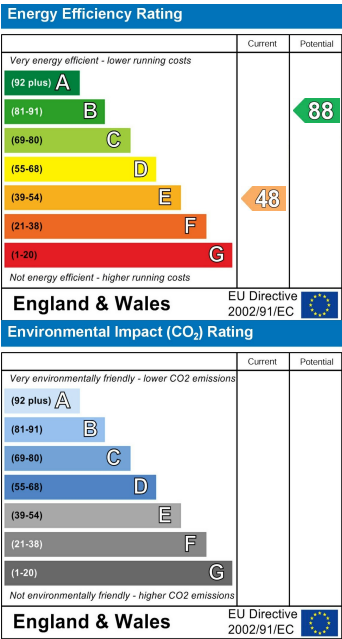 Energy Efficiency Rating
Current Potential
Very energy efficient - lower running costs
(92 plus) A
(81-91) B
88
(69-80) C
(55-68) D
(39-54) E
48
(21-38) F
(1-20) G
Not energy efficient - higher running costs
England & Wales
EU Directive
2002/91/EC
Environmental Impact (CO₂) Rating
Current Potential
Very environmentally friendly - lower CO2 emissions
(92 plus) A
(81-91) B
(69-80) C
(55-68) D
(39-54) E
(21-38) F
(1-20) G
Not environmentally friendly - higher CO2 emissions
England & Wales
EU Directive
2002/91/EC